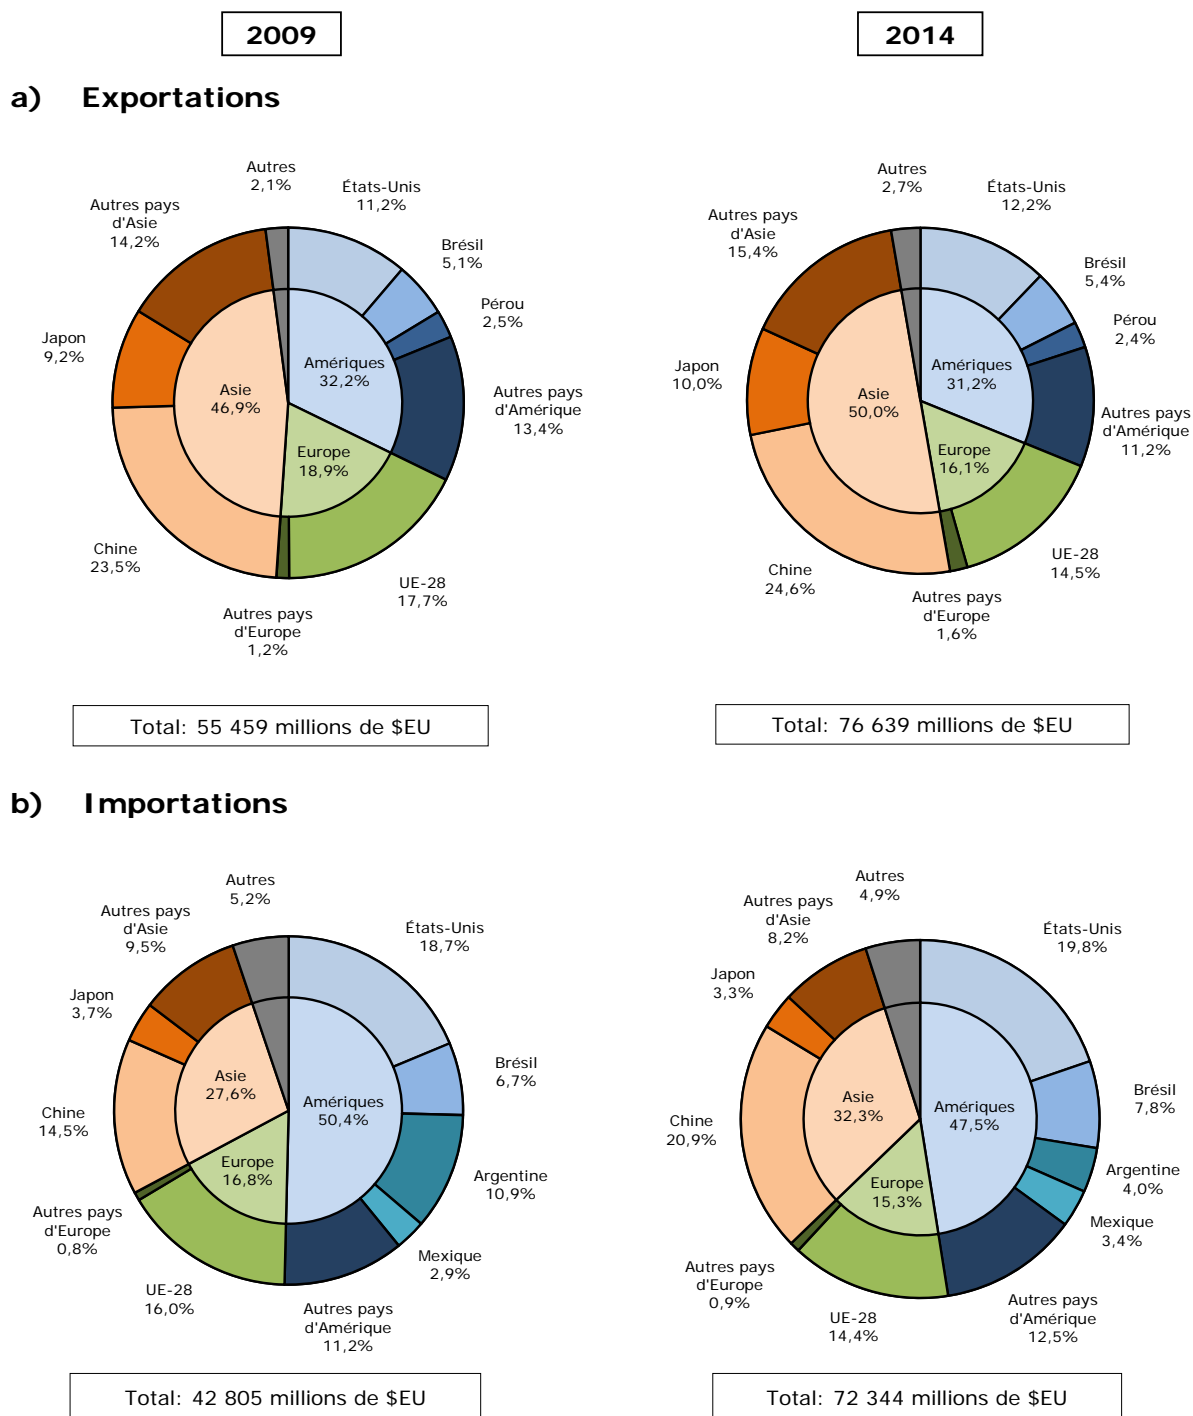 2009
2014
a) Exportations
Autres
2,1%
États-Unis
11,2%
Brésil
5,1%
Pérou
2,5%
Autres pays
d'Amérique
13,4%
UE-28
17,7%
Autres pays
d'Europe
1,2%
Chine
23,5%
Japon
9,2%
Autres pays
d'Asie
14,2%
Amériques
32,2%
Europe
18,9%
Asie
46,9%
Total: 55 459 millions de $EU
Autres
2,7%
États-Unis
12,2%
Brésil
5,4%
Pérou
2,4%
Autres pays
d'Amérique
11,2%
UE-28
14,5%
Autres pays
d'Europe
1,6%
Chine
24,6%
Japon
10,0%
Autres pays
d'Asie
15,4%
Amériques
31,2%
Europe
16,1%
Asie
50,0%
Total: 76 639 millions de $EU
b) Importations
Autres
5,2%
États-Unis
18,7%
Brésil
6,7%
Argentine
10,9%
Mexique
2,9%
Autres pays
d'Amérique
11,2%
UE-28
16,0%
Autres pays
d'Europe
0,8%
Chine
14,5%
Japon
3,7%
Autres pays
d'Asie
9,5%
Amériques
50,4%
Europe
16,8%
Asie
27,6%
Total: 42 805 millions de $EU
Autres
4,9%
États-Unis
19,8%
Brésil
7,8%
Argentine
4,0%
Mexique
3,4%
Autres pays
d'Amérique
12,5%
UE-28
14,4%
Autres pays
d'Europe
0,9%
Chine
20,9%
Japon
3,3%
Autres pays
d'Asie
8,2%
Amériques
47,5%
Europe
15,3%
Asie
32,3%
Total: 72 344 millions de $EU